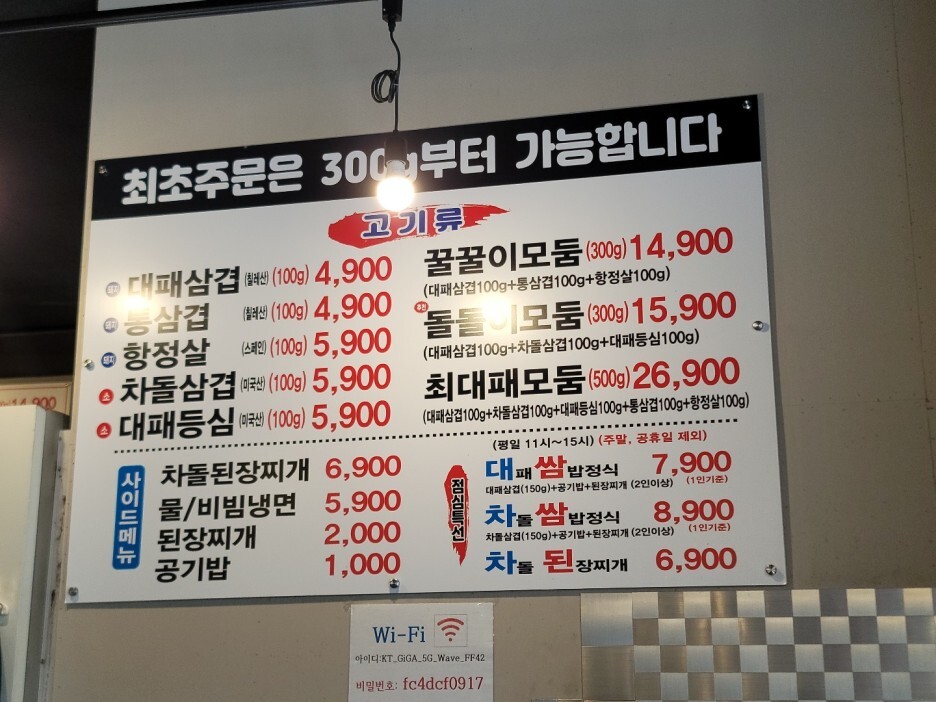 최초주문은 300g부터 가능합니다
고기류
돼지 대패삼겹 (칠레산) (100g) 4,900
돼지 통삼겹 (칠레산) (100g) 4,900
돼지 항정살 (스페인) (100g) 5,900
소 차돌삼겹 (미국산) (100g) 5,900
소 대패등심 (미국산) (100g) 5,900
꿀꿀이모둠 (300g) 14,900
(대패삼겹100g+통삼겹100g+항정살100g)
추천 돌돌이모둠 (300g) 15,900
(대패삼겹100g+차돌삼겹100g+대패등심100g)
최대패모둠 (500g) 26,900
(대패삼겹100g+차돌삼겹100g+대패등심100g+통삼겹100g+항정살100g)
사이드메뉴
차돌된장찌개 6,900
물/비빔냉면 5,900
된장찌개 2,000
공기밥 1,000
점심특선
(평일 11시~15시) (주말, 공휴일 제외)
대패 쌈밥정식 7,900
대패삼겹(150g)+공기밥+된장찌개 (2인이상) (1인기준)
차돌 쌈밥정식 8,900
차돌삼겹(150g)+공기밥+된장찌개 (2인이상) (1인기준)
차돌 된장찌개 6,900
14,900
Wi-Fi
아이디:KT_GiGA_5G_Wave_FF42
비밀번호: fc4dcf0917